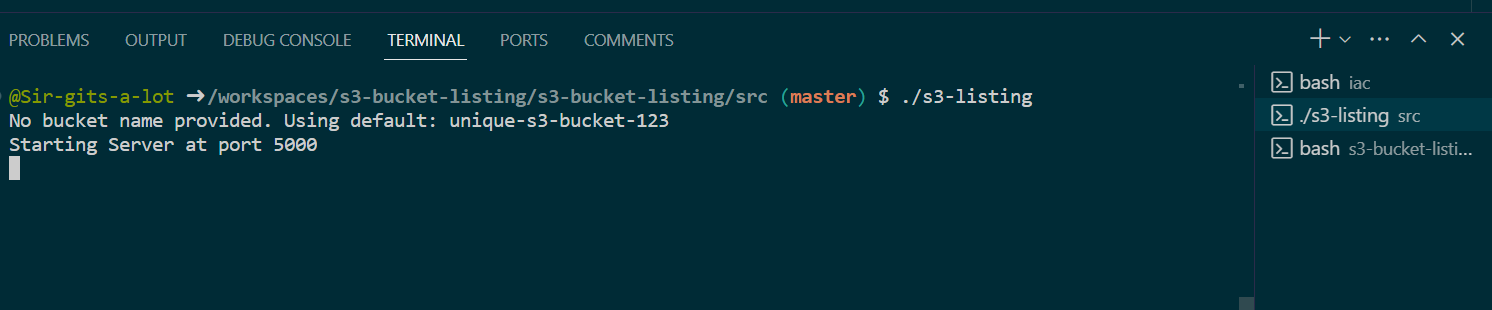 PROBLEMS OUTPUT DEBUG CONSOLE TERMINAL PORTS COMMENTS
@Sir-gits-a-lot ➜/workspaces/s3-bucket-listing/s3-bucket-listing/src (master) $ ./s3-listing
No bucket name provided. Using default: unique-s3-bucket-123
Starting Server at port 5000
bash iac
./s3-listing src
bash s3-bucket-listi...